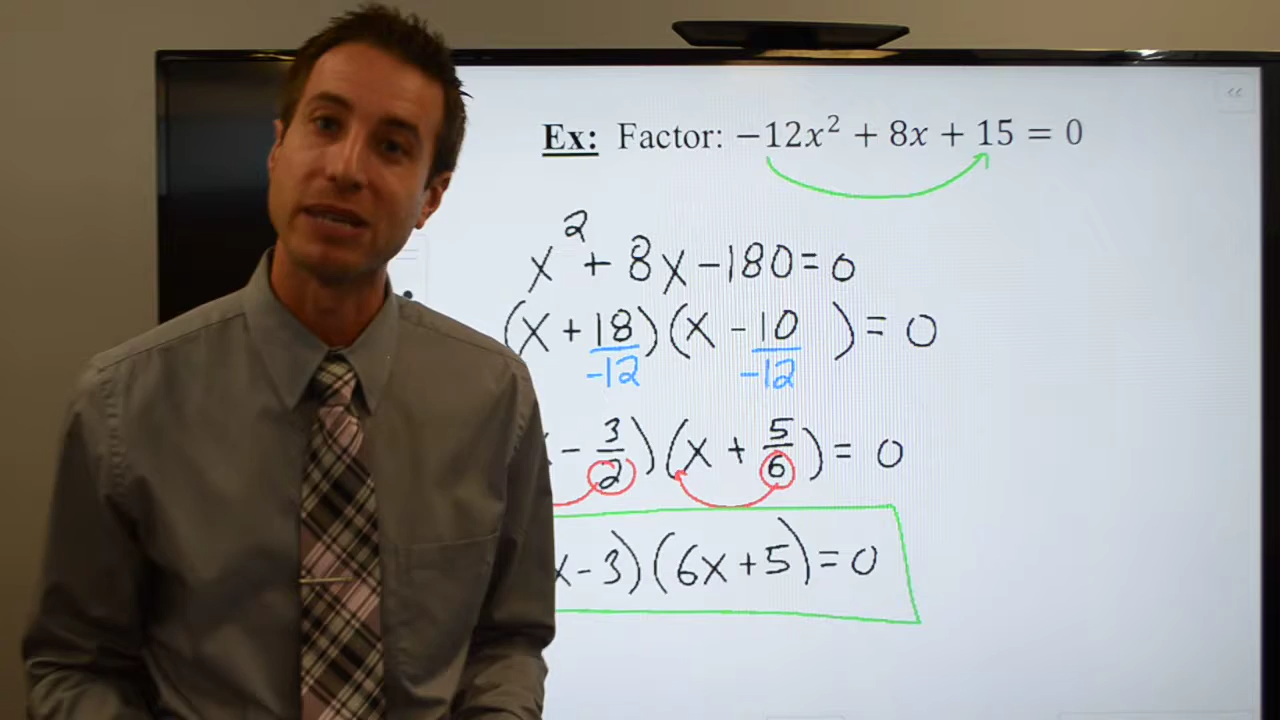 Ex: Factor: −12x² + 8x + 15 = 0
x² + 8x − 180 = 0
(x + 18/−12)(x − 10/−12) = 0
− 3/2)(x + 5/6) = 0
x − 3)(6x + 5) = 0